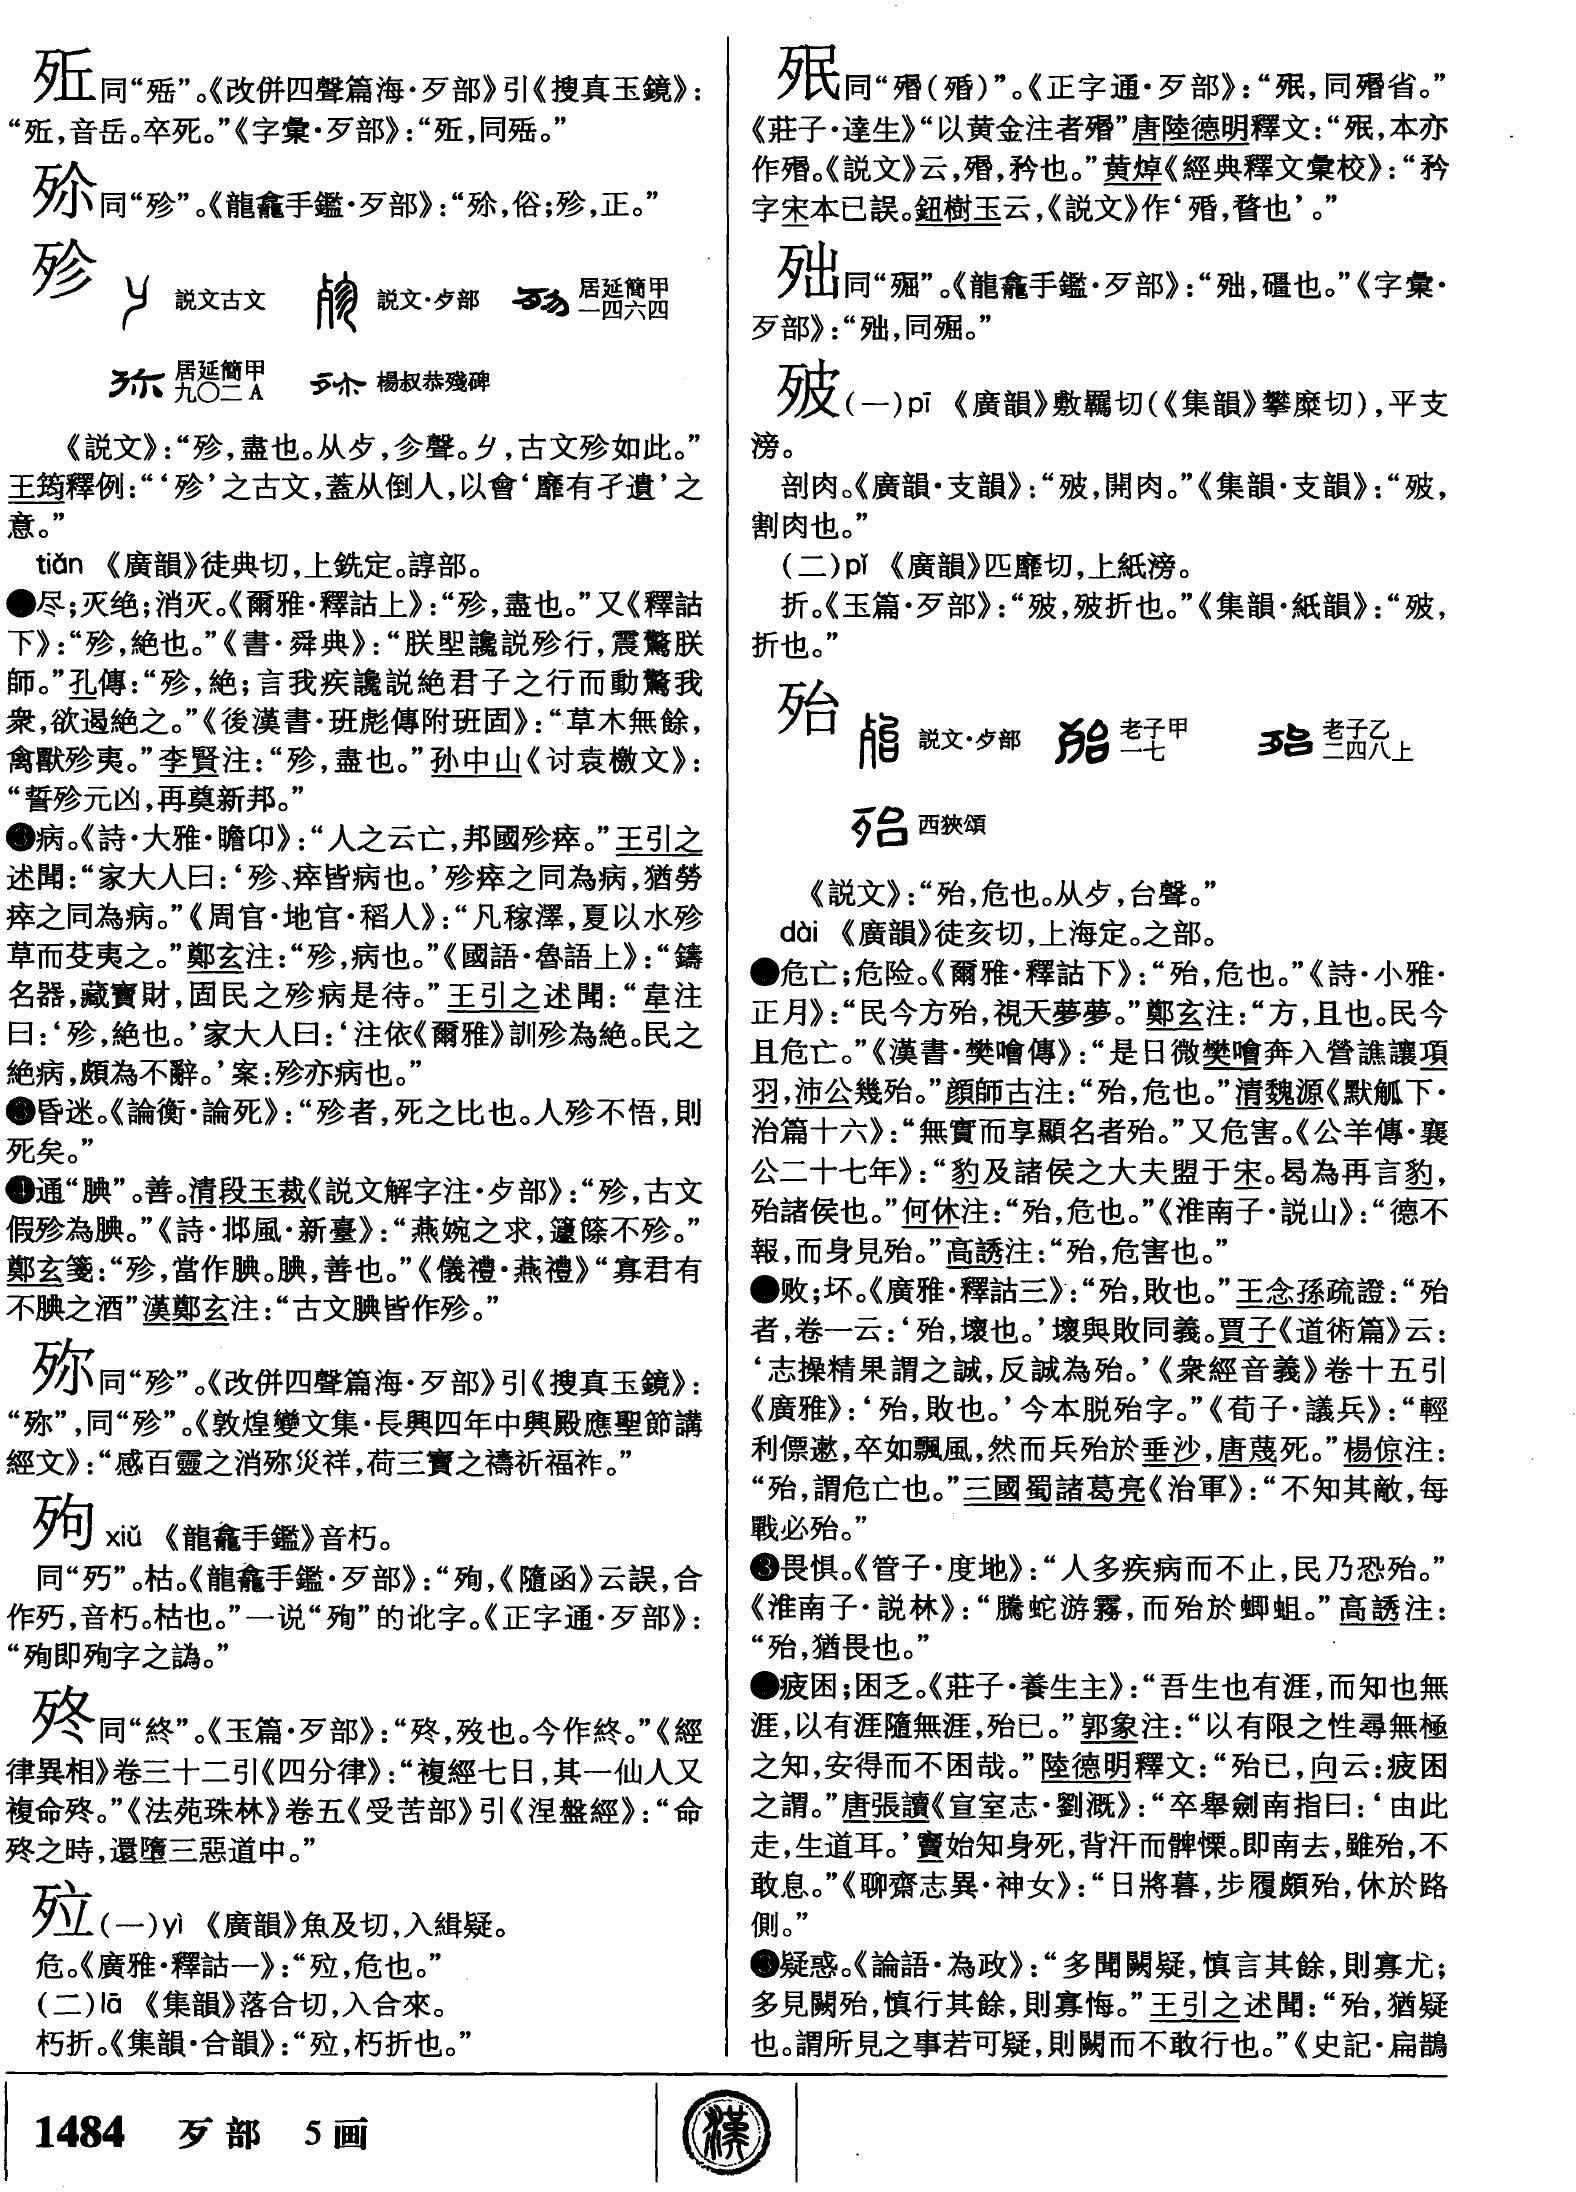 㱏同“㱦”。《改併四聲篇海·歹部》引《搜真玉鏡》：
“㱏，音岳。卒死。”《字彙·歹部》：“㱏，同㱦。”
㱵同“殄”。《龍龕手鑑·歹部》：“㱵，俗；殄，正。”
殄 説文古文 説文·歺部 居延簡甲一四六四
居延簡甲九〇二A 楊叔恭殘碑
《説文》：“殄，盡也。从歺，㐱聲。𠒁，古文殄如此。”
王筠釋例：“‘殄’之古文，蓋从倒人，以會‘靡有孑遺’之
意。”
tiǎn 《廣韻》徒典切，上銑定。諄部。
❶尽；灭绝；消灭。《爾雅·釋詁上》：“殄，盡也。”又《釋詁
下》：“殄，絶也。”《書·舜典》：“朕堲讒説殄行，震驚朕
師。”孔傳：“殄，絶；言我疾讒説絶君子之行而動驚我
衆，欲遏絶之。”《後漢書·班彪傳附班固》：“草木無餘，
禽獸殄夷。”李賢注：“殄，盡也。”孙中山《讨袁檄文》：
“誓殄元凶，再奠新邦。”
❷病。《詩·大雅·瞻卬》：“人之云亡，邦國殄瘁。”王引之
述聞：“家大人曰：‘殄、瘁皆病也。’殄瘁之同為病，猶勞
瘁之同為病。”《周官·地官·稻人》：“凡稼澤，夏以水殄
草而芟夷之。”鄭玄注：“殄，病也。”《國語·魯語上》：“鑄
名器，藏寶財，固民之殄病是待。”王引之述聞：“韋注
曰：‘殄，絶也。’家大人曰：‘注依《爾雅》訓殄為絶。民之
絶病，頗為不辭。’案：殄亦病也。”
❸昏迷。《論衡·論死》：“殄者，死之比也。人殄不悟，則
死矣。”
❹通“腆”。善。清段玉裁《説文解字注·歺部》：“殄，古文
假殄為腆。”《詩·邶風·新臺》：“燕婉之求，籧篨不殄。”
鄭玄箋：“殄，當作腆。腆，善也。”《儀禮·燕禮》“寡君有
不腆之酒”漢鄭玄注：“古文腆皆作殄。”
㱓同“殄”。《改併四聲篇海·歹部》引《搜真玉鏡》：
“㱓”，同“殄”。《敦煌變文集·長興四年中興殿應聖節講
經文》：“感百靈之消㱓災祥，荷三寶之禱祈福祚。”
xiǔ 《龍龕手鑑》音朽。
同“歹丂”。枯。《龍龕手鑑·歹部》：“，《隨函》云誤，合
作㱙，音朽。枯也。”一说“殉”的讹字。《正字通·歹部》：
“即殉字之譌。”
㱚同“終”。《玉篇·歹部》：“㱚，歿也。今作終。”《經
律異相》卷三十二引《四分律》：“複經七日，其一仙人又
複命㱚。”《法苑珠林》卷五《受苦部》引《涅盤經》：“命
㱚之時，還墮三惡道中。”
㱞(一)yì 《廣韻》魚及切，入緝疑。
危。《廣雅·釋詁一》：“㱞，危也。”
(二)lā 《集韻》落合切，入合來。
朽折。《集韻·合韻》：“㱞，朽折也。”
同“殙（殙）”。《正字通·歹部》：“，同殙省。”
《莊子·達生》“以黄金注者殙”唐陸德明釋文：“，本亦
作殙。《説文》云，殙，矜也。”黄焯《經典釋文彙校》：“矜
字宋本已誤。鈕樹玉云，《説文》作‘殙，瞀也’。”
㱜同“䐇”。《龍龕手鑑·歹部》：“㱜，殭也。”《字彙·
歹部》：“㱜，同。”
㱟(一)pī 《廣韻》敷羈切（《集韻》攀糜切），平支
滂。
剖肉。《廣韻·支韻》：“㱟，開肉。”《集韻·支韻》：“㱟，
割肉也。”
(二)pǐ 《廣韻》匹靡切，上紙滂。
折。《玉篇·歹部》：“㱟，㱟折也。”《集韻·紙韻》：“㱟，
折也。”
殆 説文·歺部 老子甲一七 老子乙二四八上
西狹頌
《説文》：“殆，危也。从歺，台聲。”
dài 《廣韻》徒亥切，上海定。之部。
❶危亡；危险。《爾雅·釋詁下》：“殆，危也。”《詩·小雅·
正月》：“民今方殆，視天夢夢。”鄭玄注：“方，且也。民今
且危亡。”《漢書·樊噲傳》：“是日微樊噲奔入營譙讓項
羽，沛公幾殆。”顔師古注：“殆，危也。”清魏源《默觚下·
治篇十六》：“無實而享顯名者殆。”又危害。《公羊傳·襄
公二十七年》：“豹及諸侯之大夫盟于宋。曷為再言豹，
殆諸侯也。”何休注：“殆，危也。”《淮南子·説山》：“德不
報，而身見殆。”高誘注：“殆，危害也。”
❷败；坏。《廣雅·釋詁三》：“殆，敗也。”王念孫疏證：“殆
者，卷一云：‘殆，壞也。’壞與敗同義。賈子《道術篇》云：
‘志操精果謂之誠，反誠為殆。’《衆經音義》卷十五引
《廣雅》：‘殆，敗也。’今本脱殆字。”《荀子·議兵》：“輕
利僄遬，卒如飄風，然而兵殆於垂沙，唐蔑死。”楊倞注：
“殆，謂危亡也。”三國蜀諸葛亮《治軍》：“不知其敵，每
戰必殆。”
❸畏惧。《管子·度地》：“人多疾病而不止，民乃恐殆。”
《淮南子·説林》：“騰蛇游霧，而殆於蝍蛆。”高誘注：
“殆，猶畏也。”
❹疲困；困乏。《莊子·養生主》：“吾生也有涯，而知也無
涯，以有涯隨無涯，殆已。”郭象注：“以有限之性尋無極
之知，安得而不困哉。”陸德明釋文：“殆已，向云：疲困
之謂。”唐張讀《宣室志·劉溉》：“卒舉劍南指曰：‘由此
走，生道耳。’竇始知身死，背汗而髀慄。即南去，雖殆，不
敢息。”《聊齋志異·神女》：“日將暮，步履頗殆，休於路
側。”
❺疑惑。《論語·為政》：“多聞闕疑，慎言其餘，則寡尤；
多見闕殆，慎行其餘，則寡悔。”王引之述聞：“殆，猶疑
也。謂所見之事若可疑，則闕而不敢行也。”《史記·扁鵲
1484 歹部 5画
漢